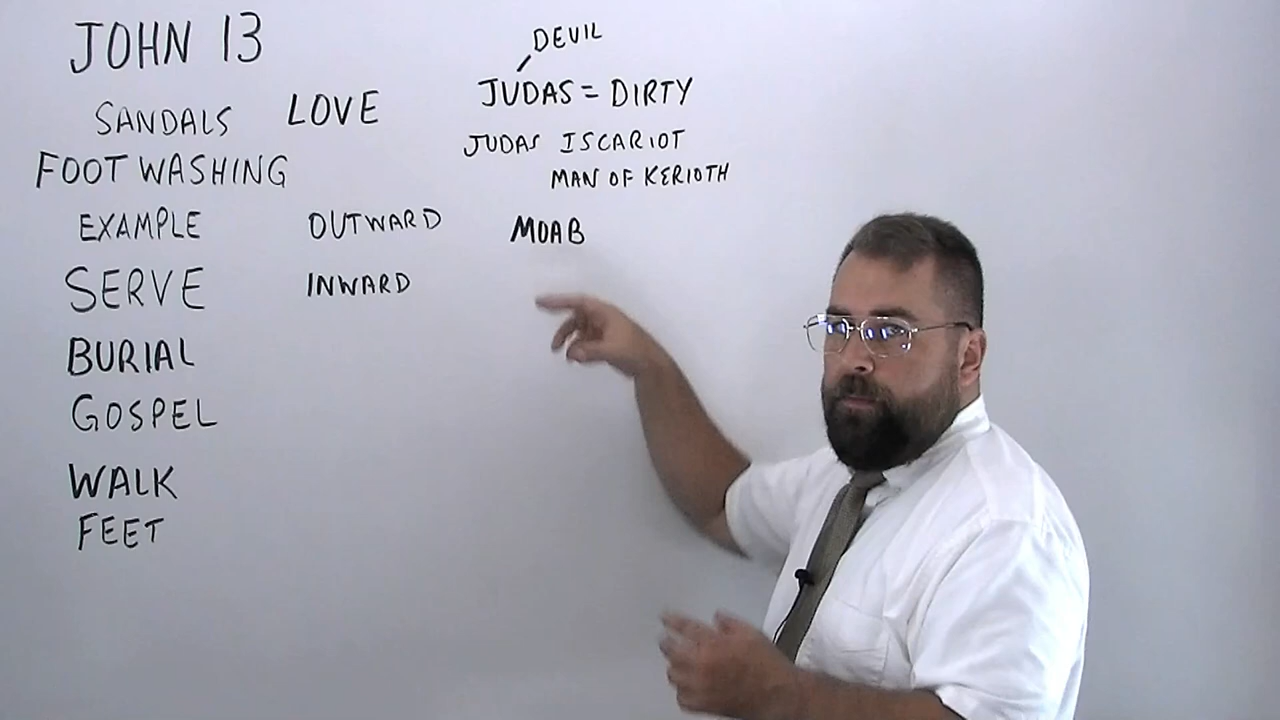 JOHN 13
SANDALS
LOVE
FOOT WASHING
EXAMPLE
OUTWARD
SERVE
INWARD
BURIAL
GOSPEL
WALK
FEET
DEVIL
JUDAS = DIRTY
JUDAS ISCARIOT
MAN OF KERIOTH
MOAB